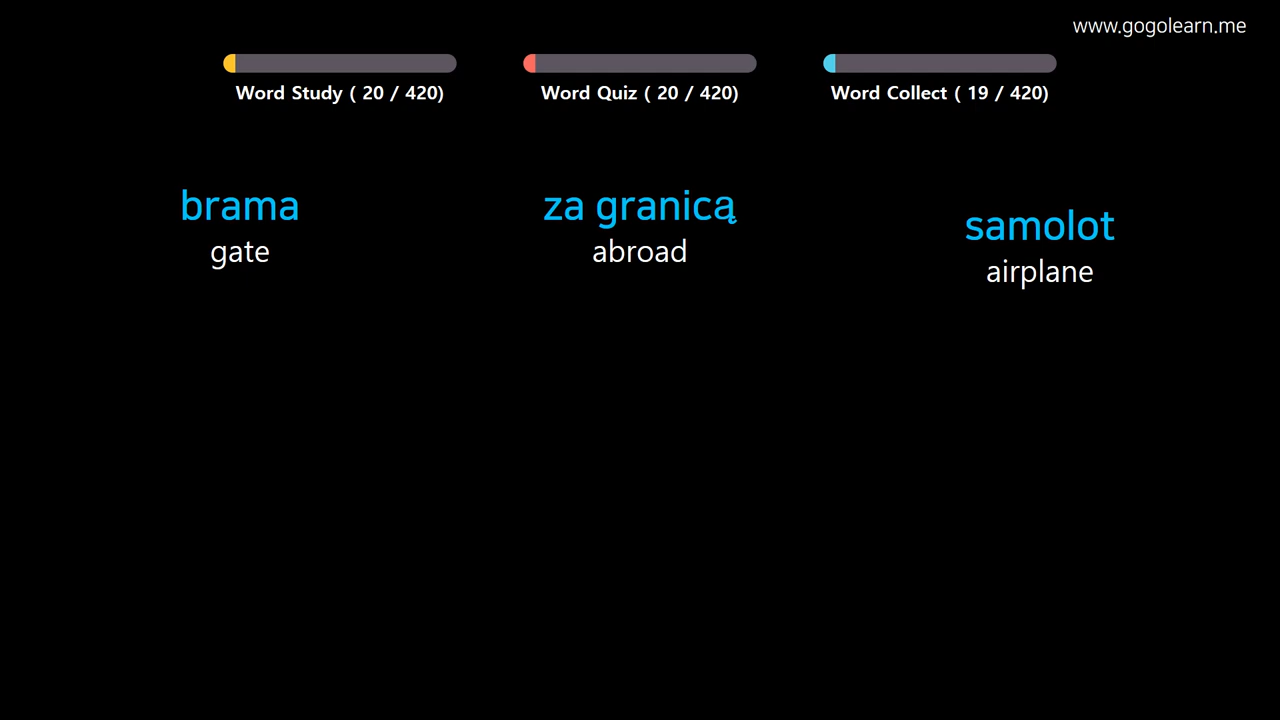 www.gogolearn.me
Word Study ( 20 / 420)
Word Quiz ( 20 / 420)
Word Collect ( 19 / 420)
brama
gate
za granicą
abroad
samolot
airplane